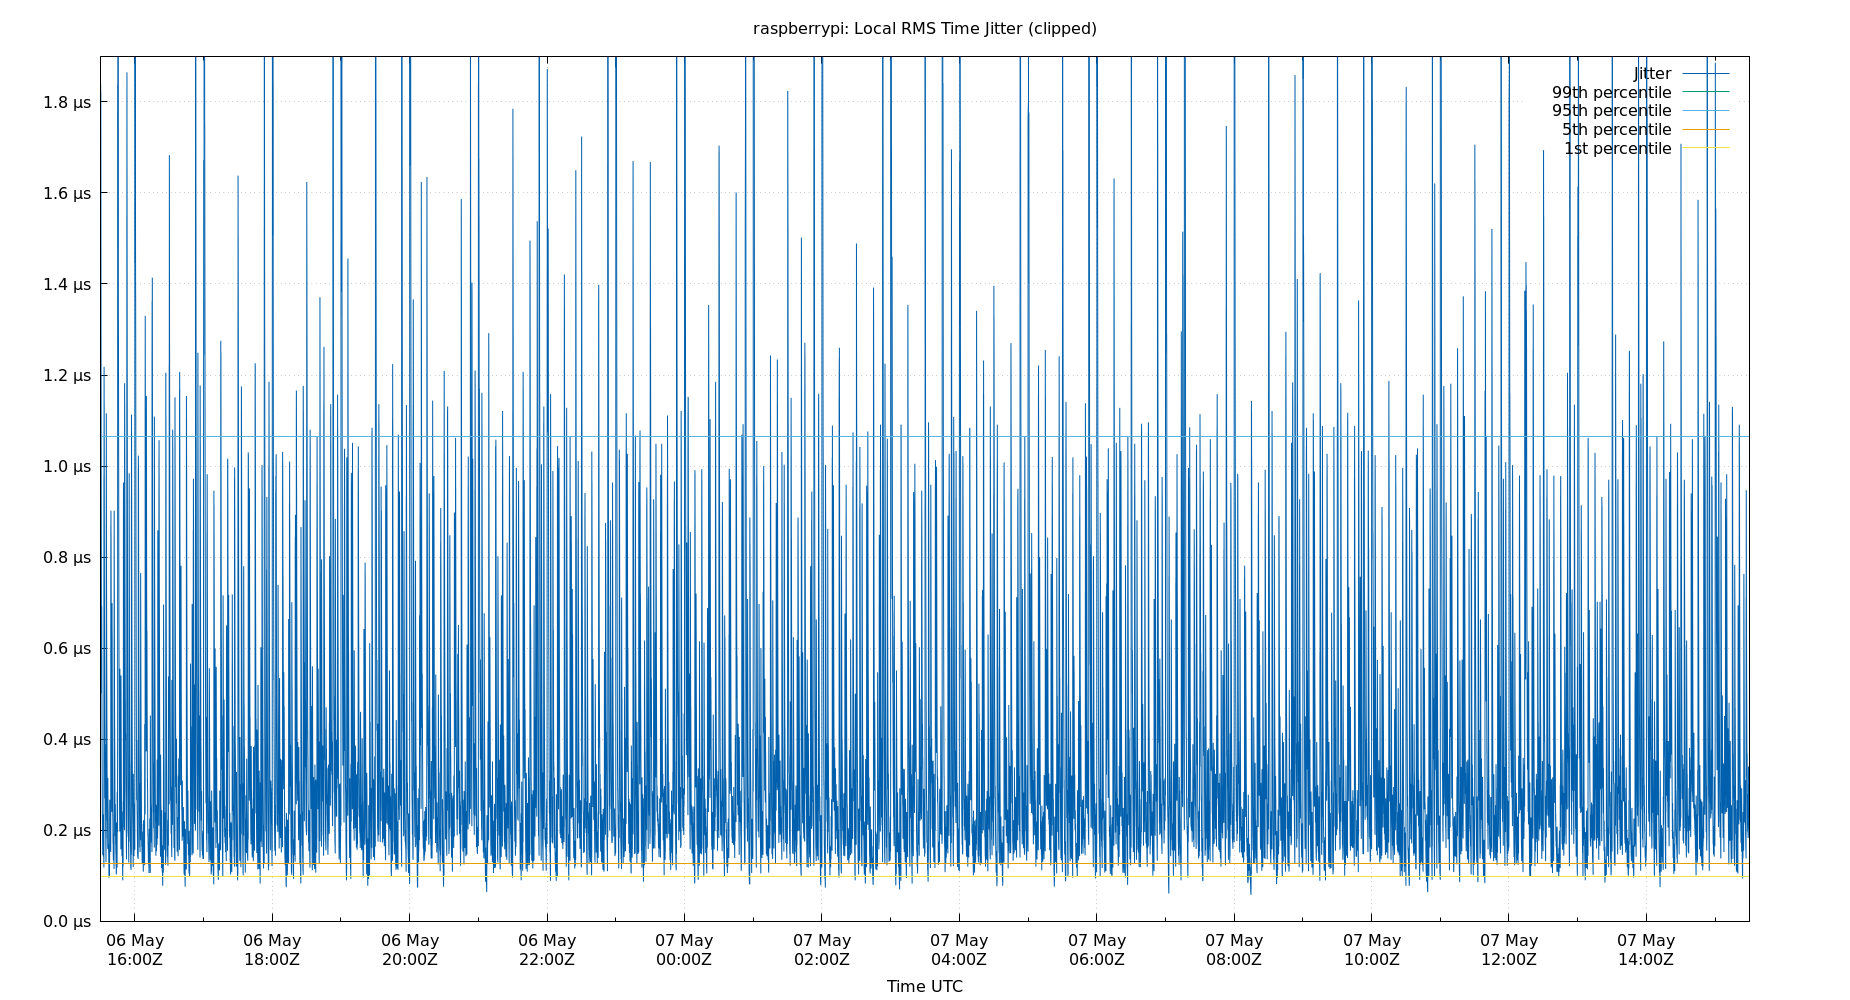 raspberrypi: Local RMS Time Jitter (clipped)
Jitter
99th percentile
95th percentile
5th percentile
1st percentile
1.8 µs
1.6 µs
1.4 µs
1.2 µs
1.0 µs
0.8 µs
0.6 µs
0.4 µs
0.2 µs
0.0 µs
06 May 06 May 06 May 06 May 07 May 07 May 07 May 07 May 07 May 07 May 07 May 07 May
16:00Z 18:00Z 20:00Z 22:00Z 00:00Z 02:00Z 04:00Z 06:00Z 08:00Z 10:00Z 12:00Z 14:00Z
Time UTC